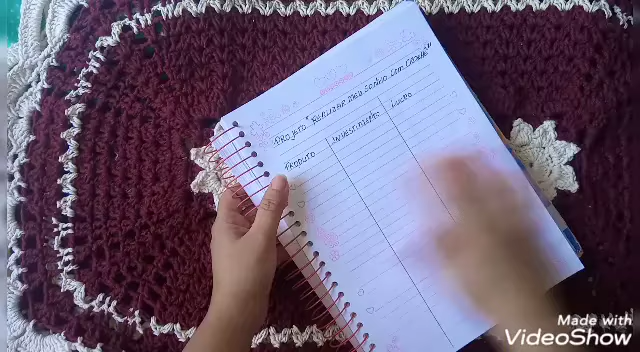 PROJETO "REALIZAR MEU SONHO COM CROCHÊ"
PRODUTO INVESTIMENTO LUCRO
Made with
VideoShow